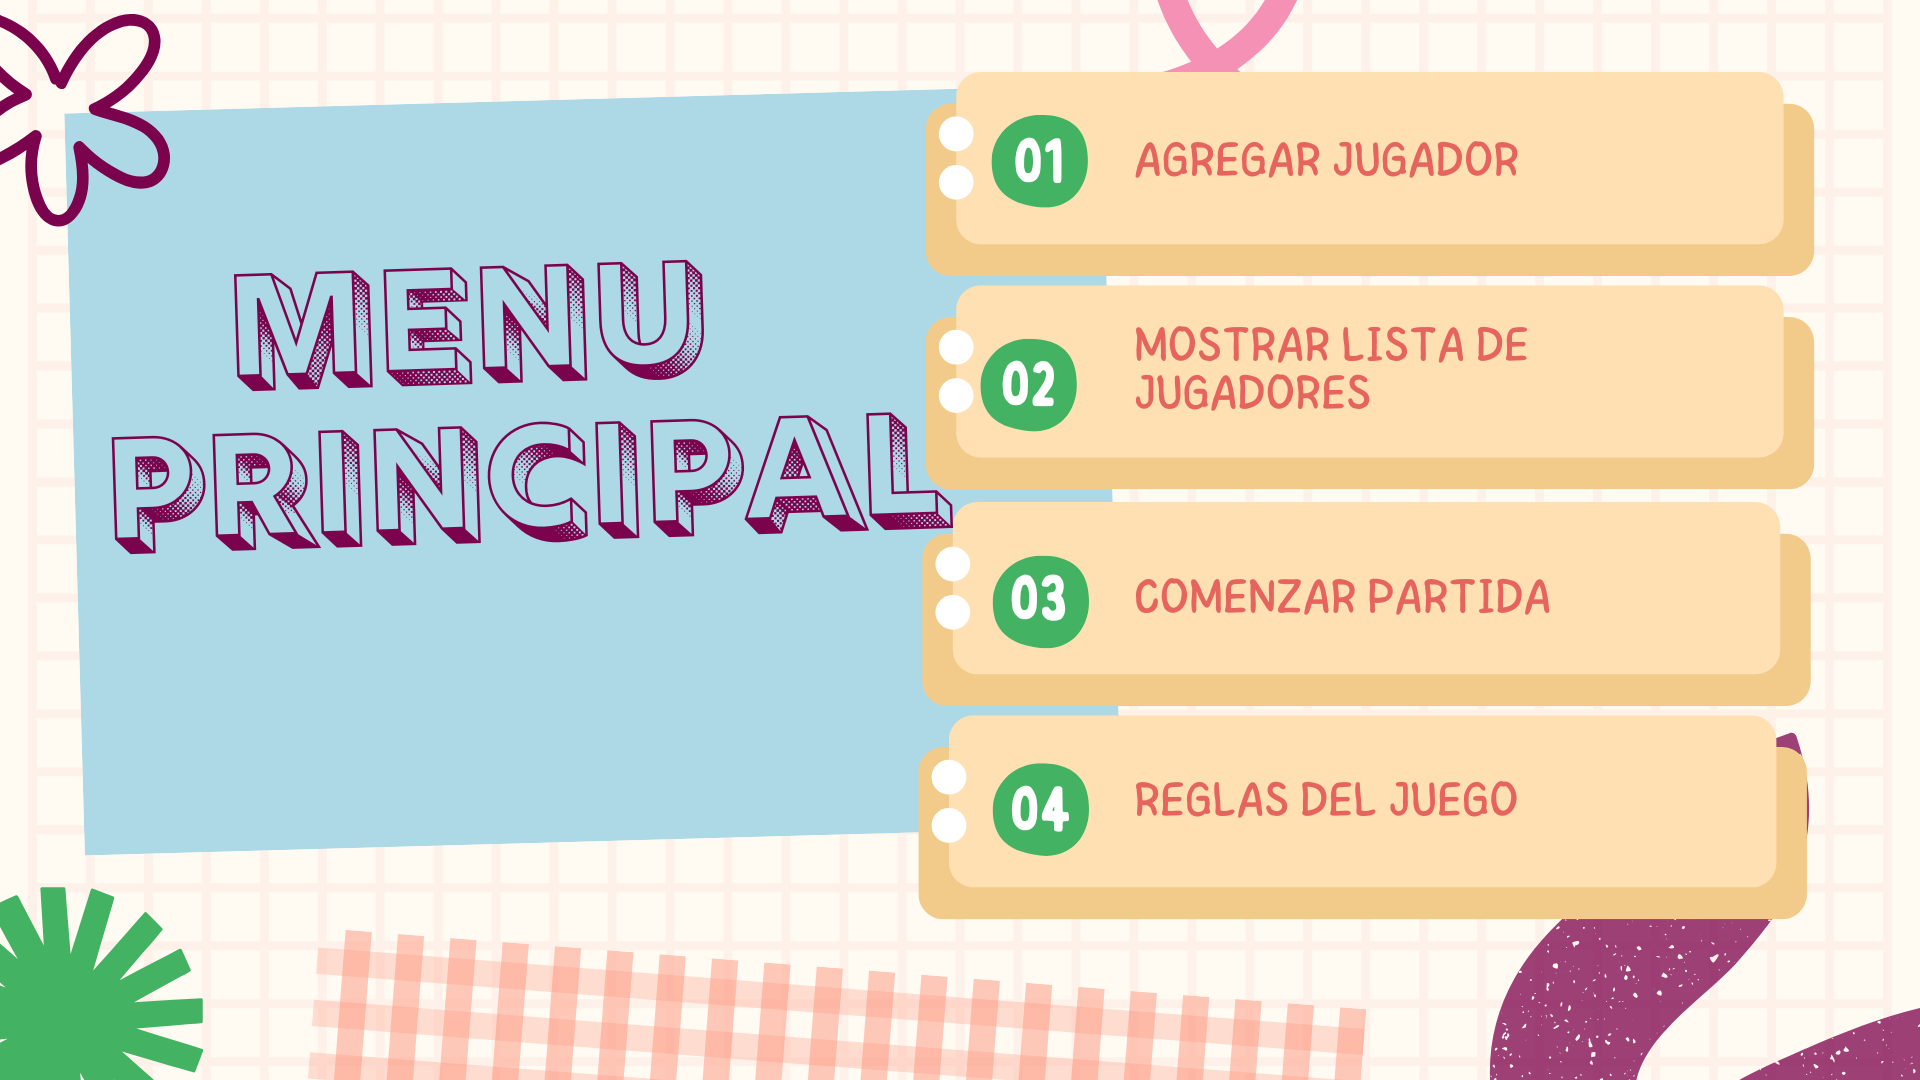 MENU
PRINCIPAL
01
AGREGAR JUGADOR
02
MOSTRAR LISTA DE
JUGADORES
03
COMENZAR PARTIDA
04
REGLAS DEL JUEGO